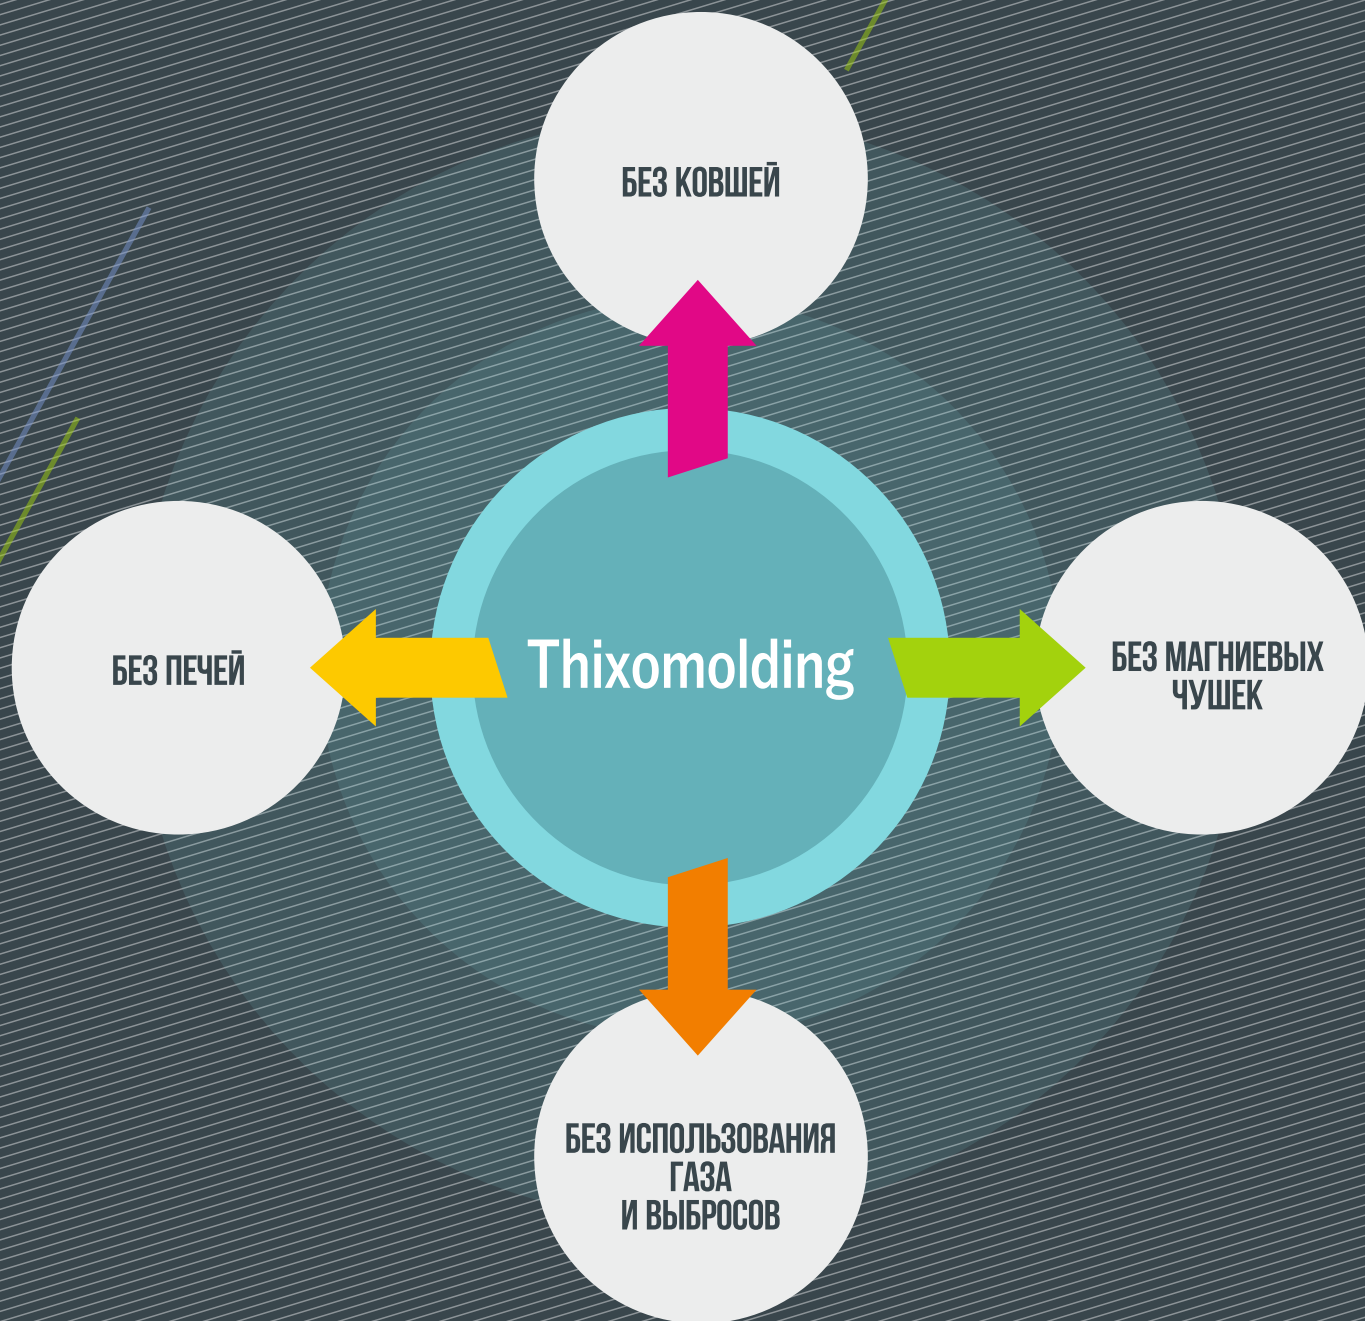 БЕЗ КОВШЕЙ
БЕЗ ПЕЧЕЙ
Thixomolding
БЕЗ МАГНИЕВЫХ
ЧУШЕК
БЕЗ ИСПОЛЬЗОВАНИЯ
ГАЗА
И ВЫБРОСОВ